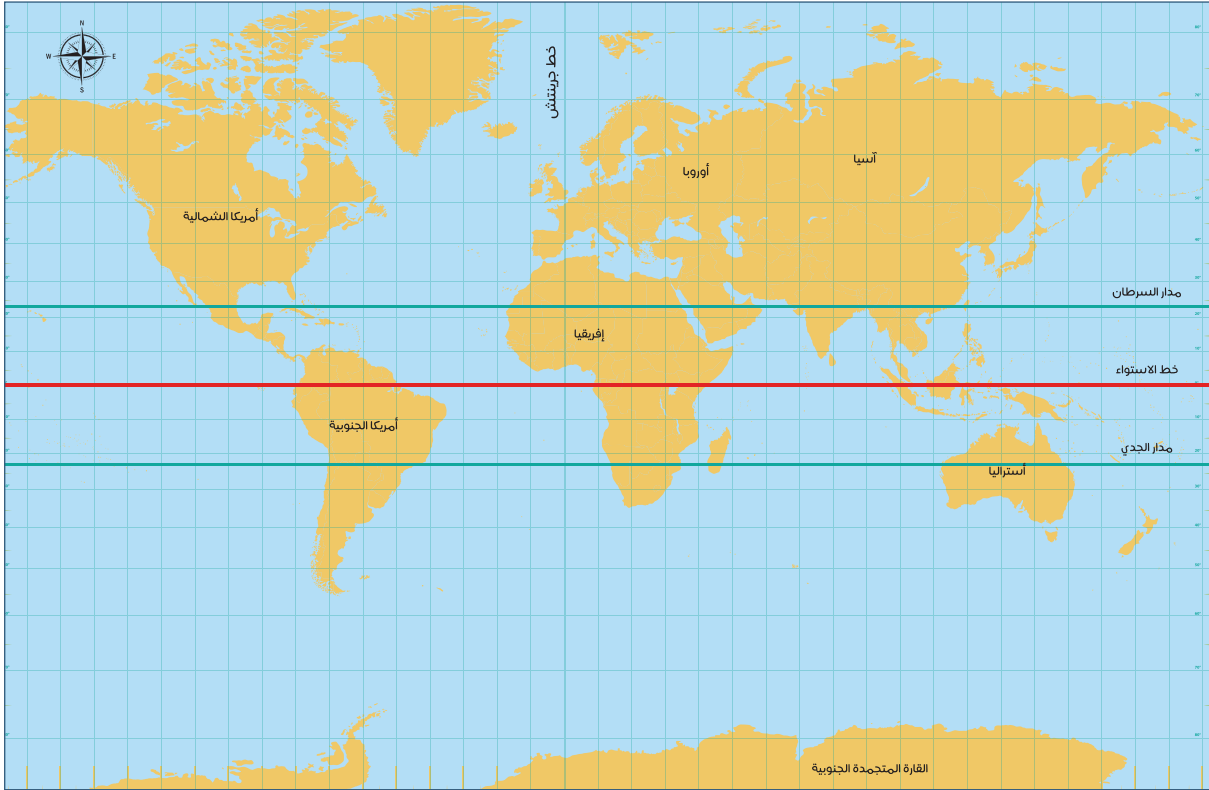 N
W
E
S
خط جرينتش
آسيا
أوروبا
أمريكا الشمالية
مدار السرطان
إفريقيا
خط الاستواء
أمريكا الجنوبية
مدار الجدي
أستراليا
القارة المتجمدة الجنوبية